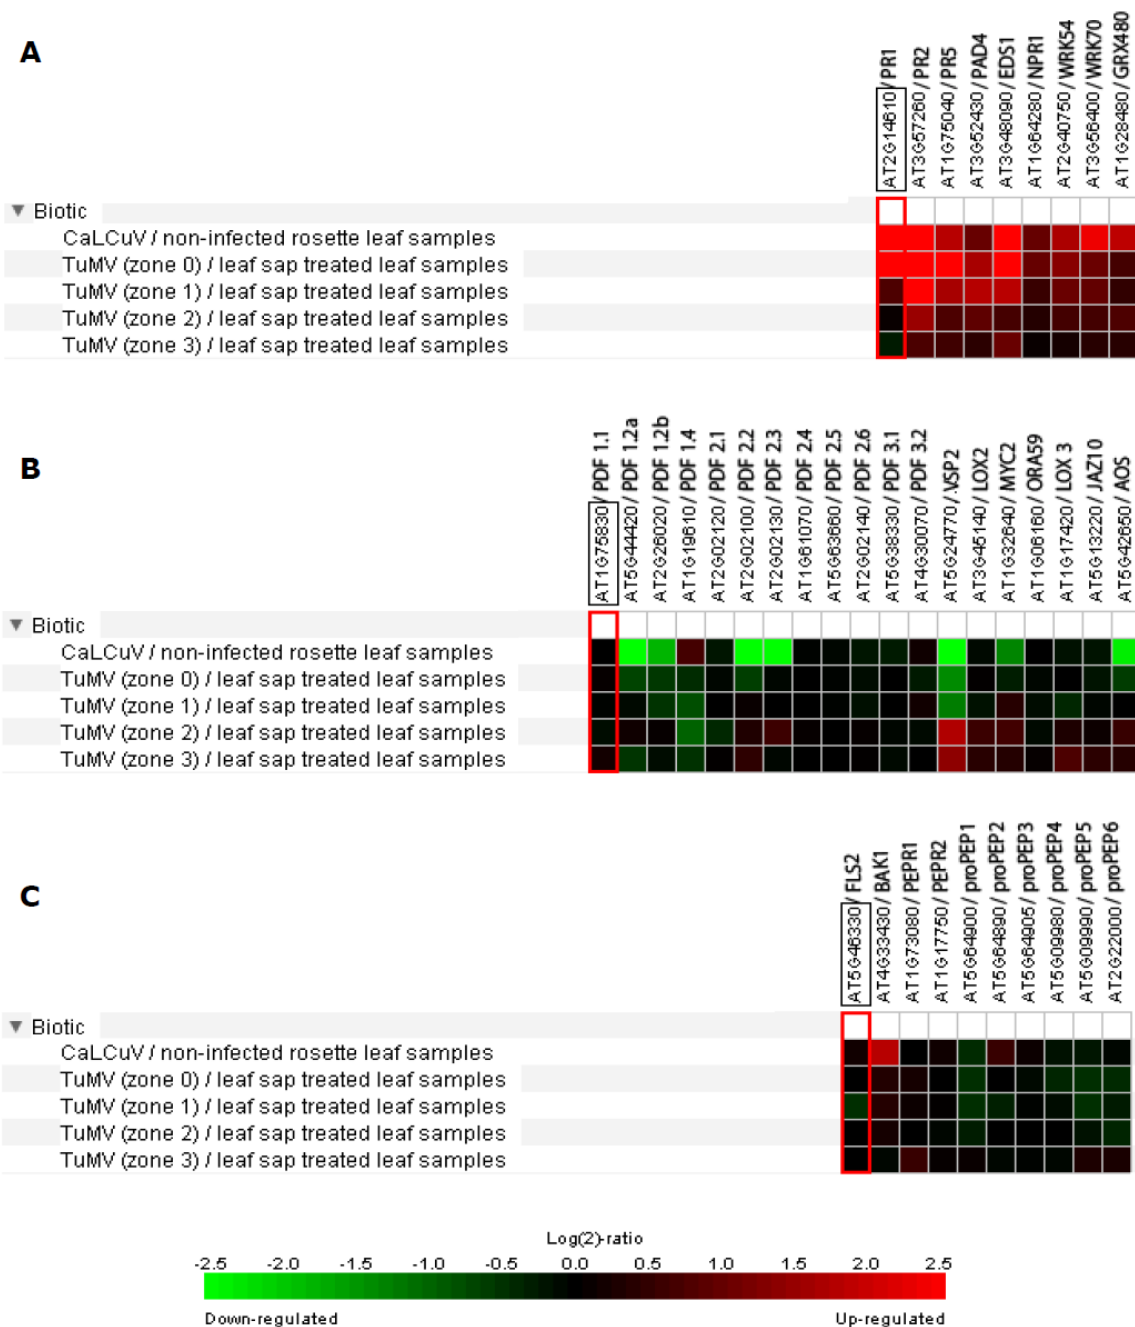 A
AT2G14610 / PR1
AT3G57260 / PR2
AT1G75040 / PR5
AT3G52430 / PAD4
AT3G48090 / EDS1
AT1G64280 / NPR1
AT2G40750 / WRK54
AT3G56400 / WRK70
AT1G28480 / GRX480
▼ Biotic
CaLCuV / non-infected rosette leaf samples
TuMV (zone 0) / leaf sap treated leaf samples
TuMV (zone 1) / leaf sap treated leaf samples
TuMV (zone 2) / leaf sap treated leaf samples
TuMV (zone 3) / leaf sap treated leaf samples
B
AT1G75830 / PDF 1.1
AT5G44420 / PDF 1.2a
AT2G26020 / PDF 1.2b
AT1G19610 / PDF 1.4
AT2G02120 / PDF 2.1
AT2G02100 / PDF 2.2
AT2G02130 / PDF 2.3
AT1G61070 / PDF 2.4
AT5G63660 / PDF 2.5
AT2G02140 / PDF 2.6
AT5G38330 / PDF 3.1
AT4G30070 / PDF 3.2
AT5G24770 / .VSP2
AT3G45140 / LOX2
AT1G32640 / MYC2
AT1G06160 / ORA59
AT1G17420 / LOX 3
AT5G13220 / JAZ10
AT5G42650 / AOS
▼ Biotic
CaLCuV / non-infected rosette leaf samples
TuMV (zone 0) / leaf sap treated leaf samples
TuMV (zone 1) / leaf sap treated leaf samples
TuMV (zone 2) / leaf sap treated leaf samples
TuMV (zone 3) / leaf sap treated leaf samples
C
AT5G46330 / FLS2
AT4G33430 / BAK1
AT1G73080 / PEPR1
AT1G17750 / PEPR2
AT5G64900 / proPEP1
AT5G64890 / proPEP2
AT5G64905 / proPEP3
AT5G09980 / proPEP4
AT5G09990 / proPEP5
AT2G22000 / proPEP6
▼ Biotic
CaLCuV / non-infected rosette leaf samples
TuMV (zone 0) / leaf sap treated leaf samples
TuMV (zone 1) / leaf sap treated leaf samples
TuMV (zone 2) / leaf sap treated leaf samples
TuMV (zone 3) / leaf sap treated leaf samples
Log(2)-ratio
-2.5 -2.0 -1.5 -1.0 -0.5 0.0 0.5 1.0 1.5 2.0 2.5
Down-regulated Up-regulated